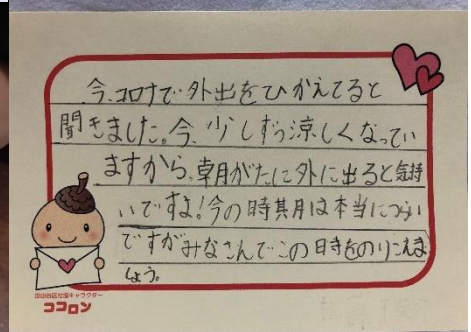 今、コロナで外出をひかえてると
聞きました。今、少しずつ涼しくなってい
ますから、朝がたに外に出ると気持
いですよ!今の時期は本当につらい
ですがみなさんでこの時をのりこえま
しょう。
ココロン